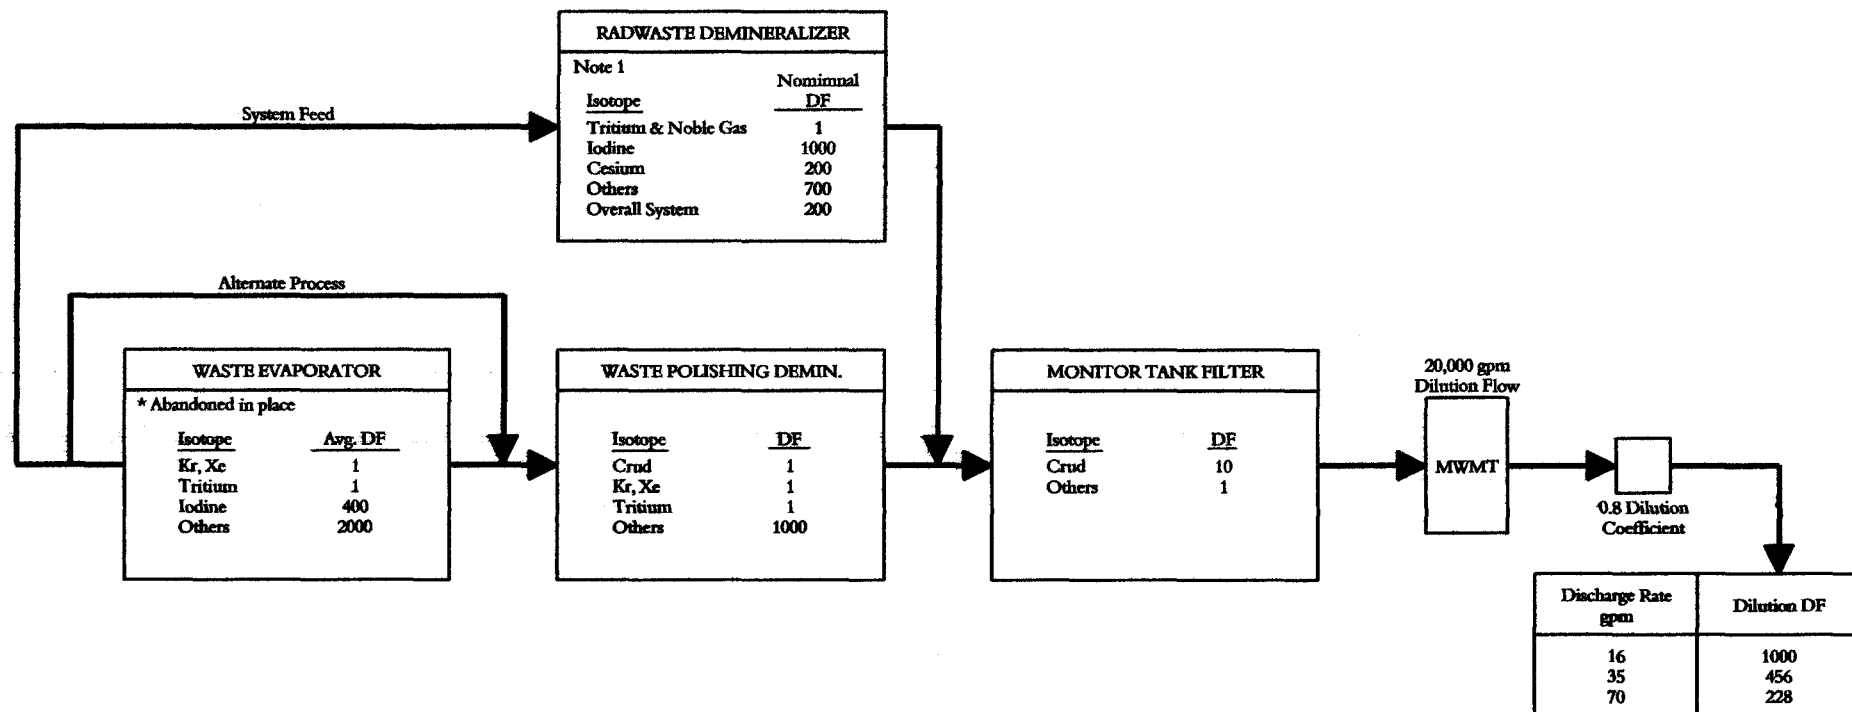 RADWASTE DEMINERALIZER
Note 1
Nomimnal
Isotope DF
Tritium & Noble Gas 1
Iodine 1000
Cesium 200
Others 700
Overall System 200
System Feed
Alternate Process
WASTE EVAPORATOR
* Abandoned in place
Isotope Avg. DF
Kr, Xe 1
Tritium 1
Iodine 400
Others 2000
WASTE POLISHING DEMIN.
Isotope DF
Crud 1
Kr, Xe 1
Tritium 1
Others 1000
MONITOR TANK FILTER
Isotope DF
Crud 10
Others 1
20,000 gpm
Dilution Flow
MWMT
0.8 Dilution
Coefficient
Discharge Rate
gpm
Dilution DF
16 1000
35 456
70 228